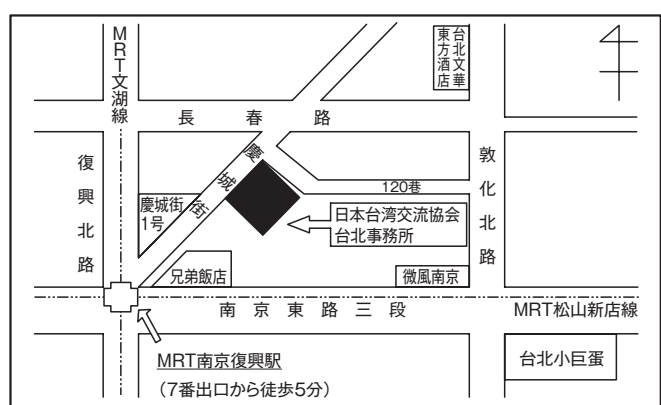 MRT文湖線
台北文華
東方酒店
長春路
復興北路
慶城街
敦化北路
120巷
慶城街
1号
日本台湾交流協会
台北事務所
兄弟飯店
微風南京
南京東路三段
MRT松山新店線
MRT南京復興駅
(7番出口から徒歩5分)
台北小巨蛋